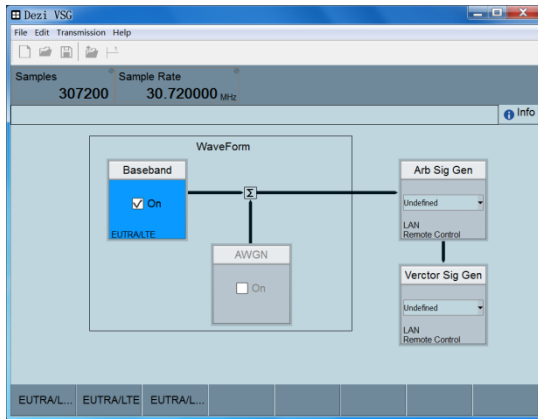 Dezi VSG
File Edit Transmission Help
Samples
307200
Sample Rate
30.720000 MHz
Info
WaveForm
Baseband
On
EUTRA/LTE
Σ
AWGN
On
Arb Sig Gen
Undefined
LAN
Remote Control
Verctor Sig Gen
Undefined
LAN
Remote Control
EUTRA/L... EUTRA/LTE EUTRA/L...